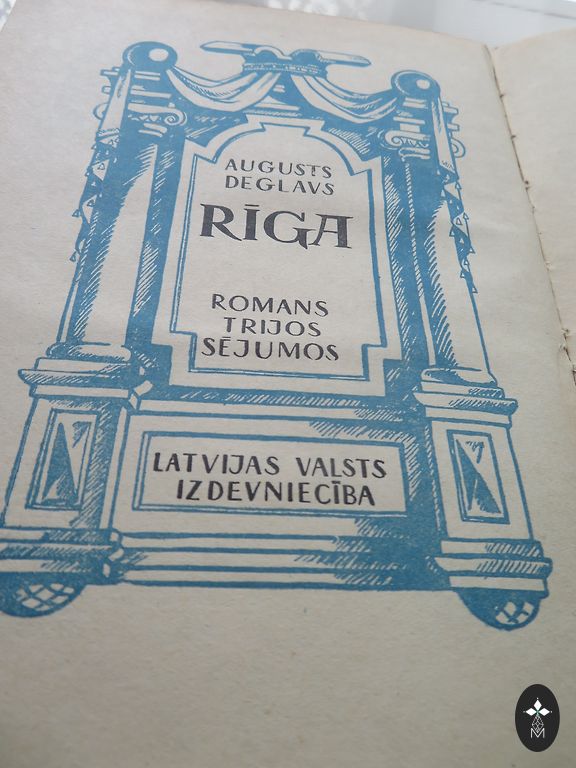 AUGUSTS
DEGLAVS
RĪGA
ROMANS
TRIJOS
SĒJUMOS
LATVIJAS VALSTS
IZDEVNIECĪBA
M